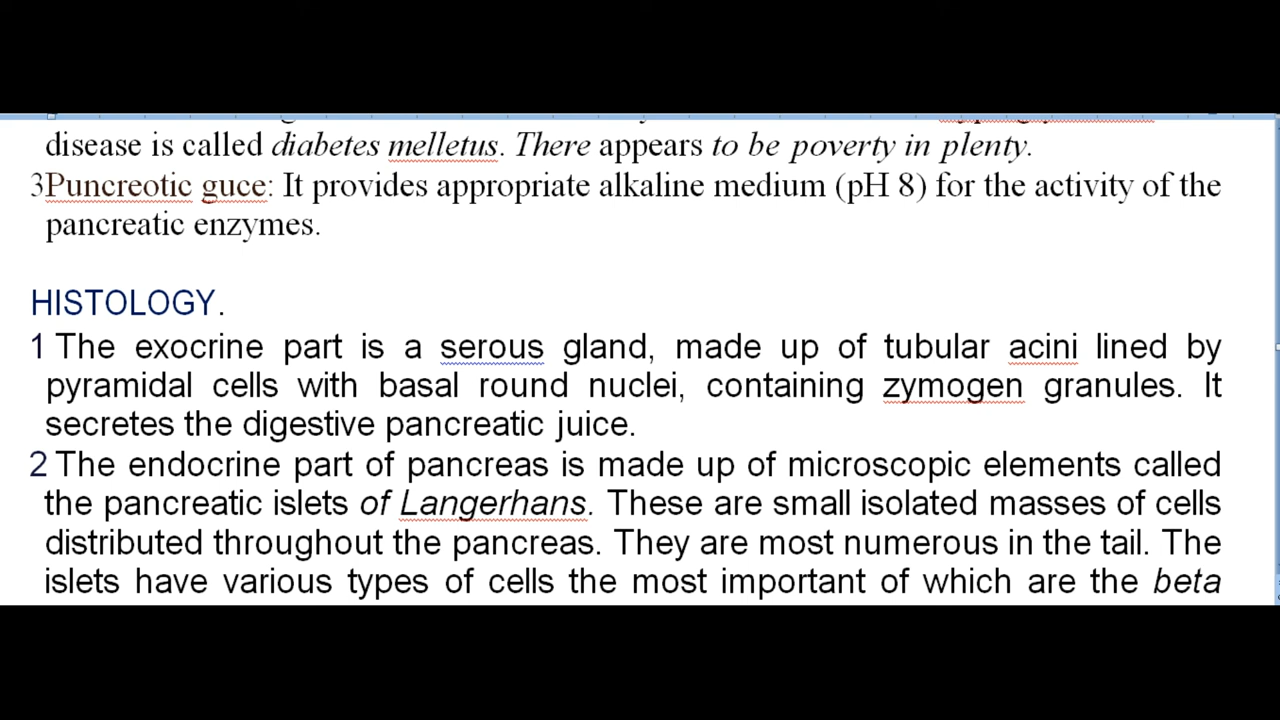 disease is called diabetes melletus. There appears to be poverty in plenty.
3Puncreotic guce: It provides appropriate alkaline medium (pH 8) for the activity of the
pancreatic enzymes.
HISTOLOGY.
1 The exocrine part is a serous gland, made up of tubular acini lined by
pyramidal cells with basal round nuclei, containing zymogen granules. It
secretes the digestive pancreatic juice.
2 The endocrine part of pancreas is made up of microscopic elements called
the pancreatic islets of Langerhans. These are small isolated masses of cells
distributed throughout the pancreas. They are most numerous in the tail. The
islets have various types of cells the most important of which are the beta